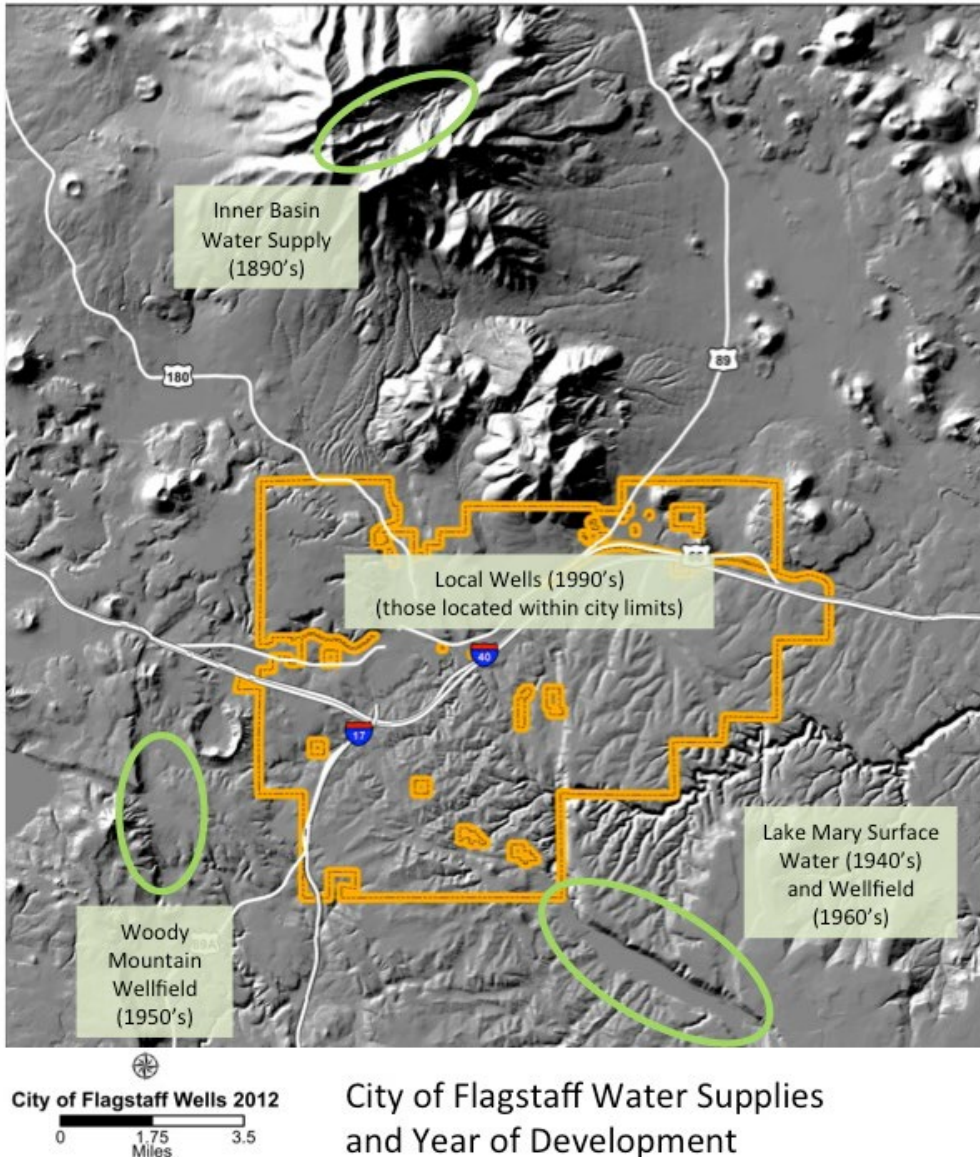 Inner Basin
Water Supply
(1890's)
180
89
Local Wells (1990's)
(those located within city limits)
40
17
Lake Mary Surface
Water (1940's)
and Wellfield
(1960's)
Woody
Mountain
Wellfield
(1950's)
City of Flagstaff Wells 2012
0 1.75 3.5
Miles
City of Flagstaff Water Supplies
and Year of Development